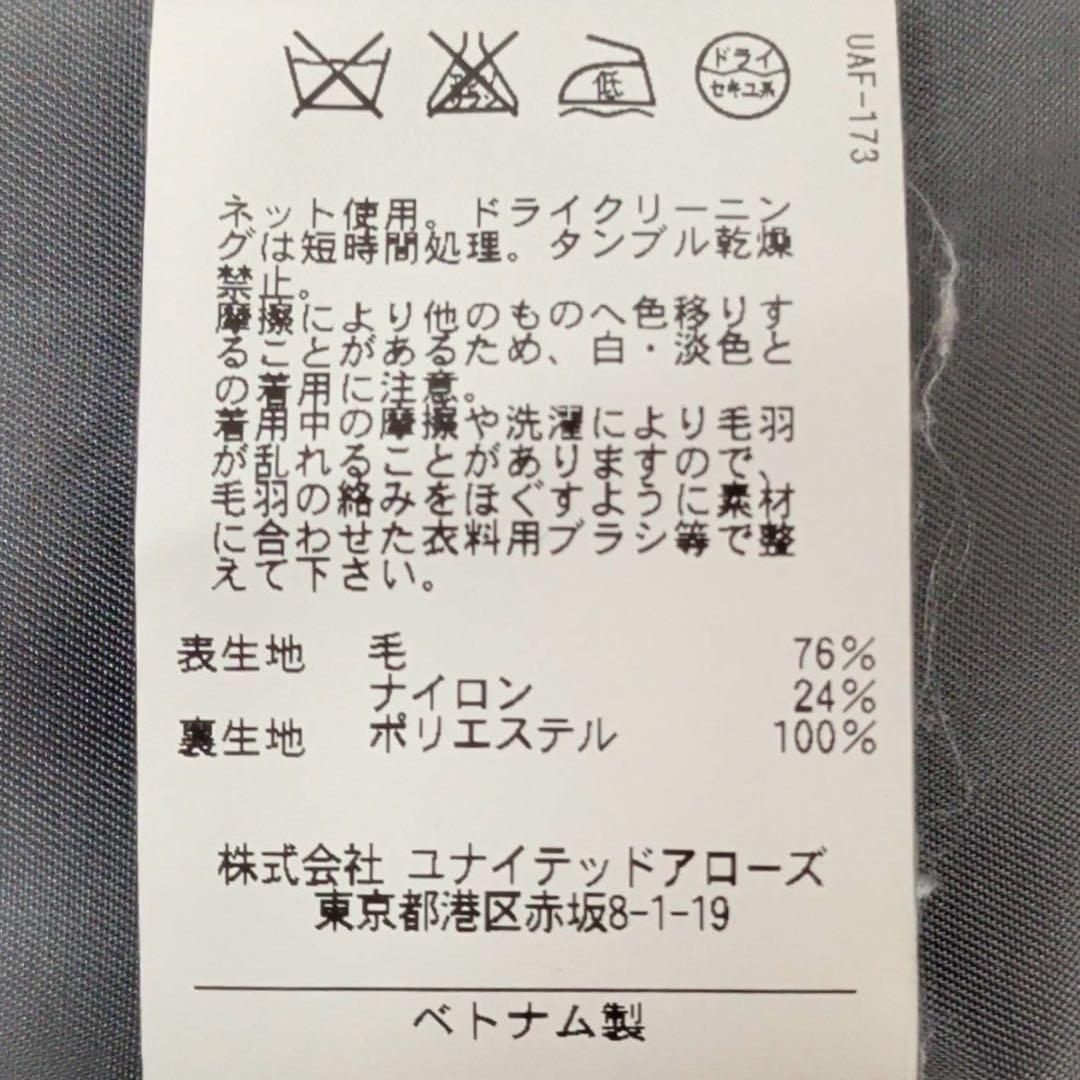 エンソ
サラシ
低
ドライ
セキユ系
UAF-173
ネット使用。ドライクリーニン
グは短時間処理。タンブル乾燥
禁止。
摩擦により他のものへ色移りす
ることがあるため、白・淡色と
の着用に注意。
着用中の摩擦や洗濯により毛羽
が乱れることがありますので、
毛羽の絡みをほぐすように素材
に合わせた衣料用ブラシ等で整
えて下さい。
表生地 毛 76%
ナイロン 24%
裏生地 ポリエステル 100%
株式会社 ユナイテッドアローズ
東京都港区赤坂8-1-19
ベトナム製